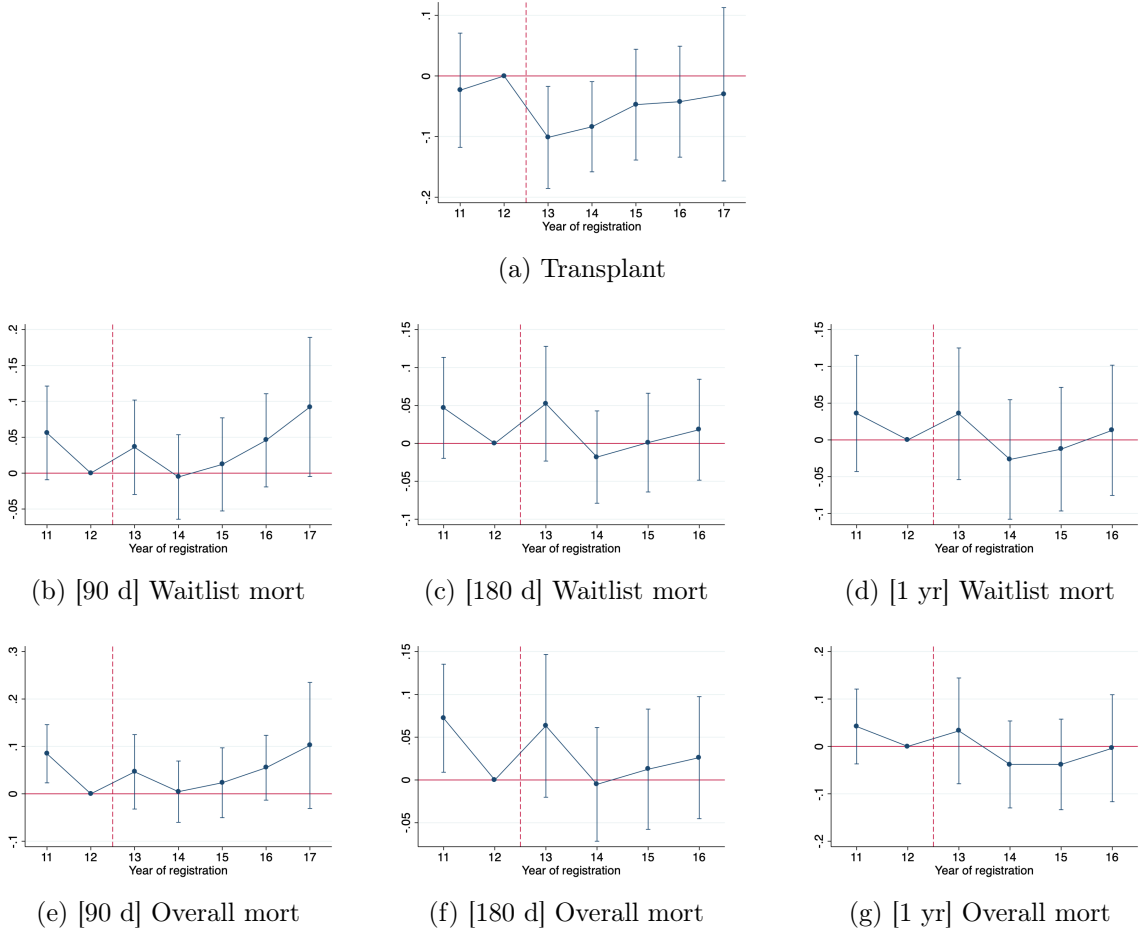 .1
0
-.1
-.2
11 12 13 14 15 16 17
Year of registration
(a) Transplant
.2
.15
.1
.05
0
-.05
11 12 13 14 15 16 17
Year of registration
(b) [90 d] Waitlist mort
.15
.1
.05
0
-.05
-.1
11 12 13 14 15 16
Year of registration
(c) [180 d] Waitlist mort
.15
.1
.05
0
-.05
-.1
11 12 13 14 15 16
Year of registration
(d) [1 yr] Waitlist mort
.3
.2
.1
0
-.1
11 12 13 14 15 16 17
Year of registration
(e) [90 d] Overall mort
.15
.1
.05
0
-.05
11 12 13 14 15 16
Year of registration
(f) [180 d] Overall mort
.2
.1
0
-.1
-.2
11 12 13 14 15 16
Year of registration
(g) [1 yr] Overall mort